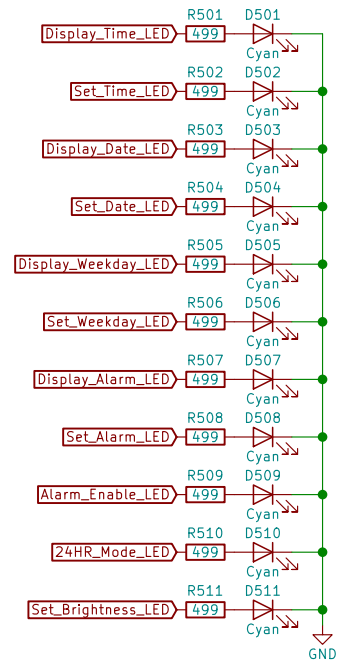 R501 D501
Display_Time_LED 499
Cyan
R502 D502
Set_Time_LED 499
Cyan
R503 D503
Display_Date_LED 499
Cyan
R504 D504
Set_Date_LED 499
Cyan
R505 D505
Display_Weekday_LED 499
Cyan
R506 D506
Set_Weekday_LED 499
Cyan
R507 D507
Display_Alarm_LED 499
Cyan
R508 D508
Set_Alarm_LED 499
Cyan
R509 D509
Alarm_Enable_LED 499
Cyan
R510 D510
24HR_Mode_LED 499
Cyan
R511 D511
Set_Brightness_LED 499
Cyan
GND